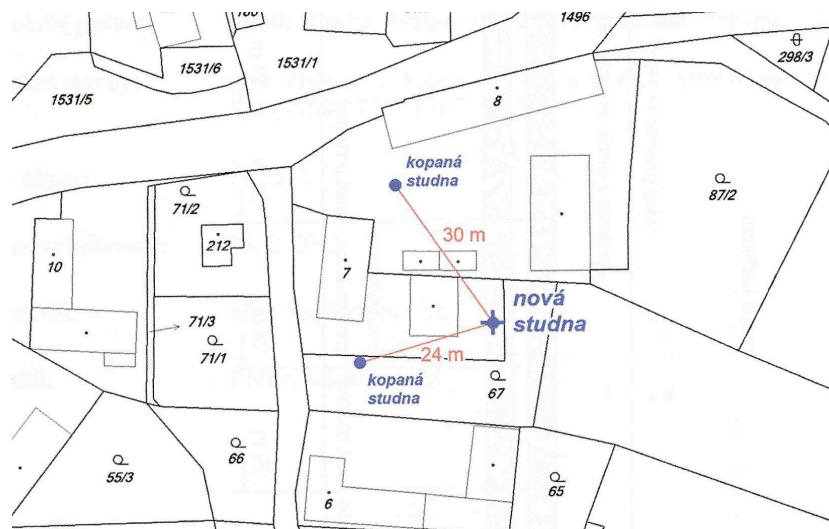 1496
298/3
1531/6
1531/1
1531/5
8
kopaná
studna
71/2
87/2
212
30 m
10
7
nová
studna
71/3
71/1
24 m
kopaná
studna
67
66
55/3
65
6